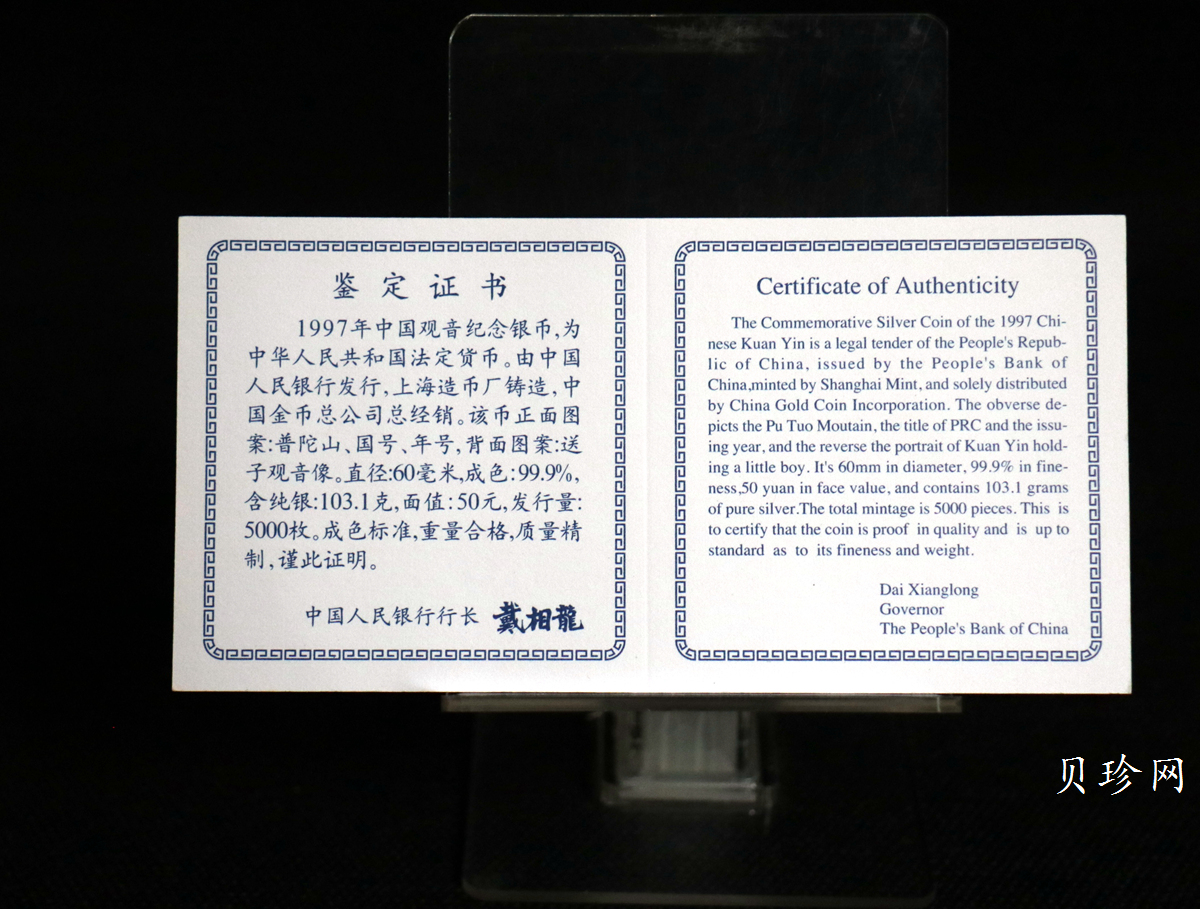 鉴定证书
1997年中国观音纪念银币,为
中华人民共和国法定货币。由中国
人民银行发行,上海造币厂铸造,中
国金币总公司总经销。该币正面图
案:普陀山、国号、年号,背面图案:送
子观音像。直径:60毫米,成色:99.9%,
含纯银:103.1克,面值:50元,发行量:
5000枚。成色标准,重量合格,质量精
制,谨此证明。
中国人民银行行长 戴相龍
Certificate of Authenticity
The Commemorative Silver Coin of the 1997 Chi-
nese Kuan Yin is a legal tender of the People's Repub-
lic of China, issued by the People's Bank of
China,minted by Shanghai Mint, and solely distributed
by China Gold Coin Incorporation. The obverse de-
picts the Pu Tuo Moutain, the title of PRC and the issu-
ing year, and the reverse the portrait of Kuan Yin hold-
ing a little boy. It's 60mm in diameter, 99.9% in fine-
ness,50 yuan in face value, and contains 103.1 grams
of pure silver.The total mintage is 5000 pieces. This is
to certify that the coin is proof in quality and is up to
standard as to its fineness and weight.
Dai Xianglong
Governor
The People's Bank of China
贝珍网